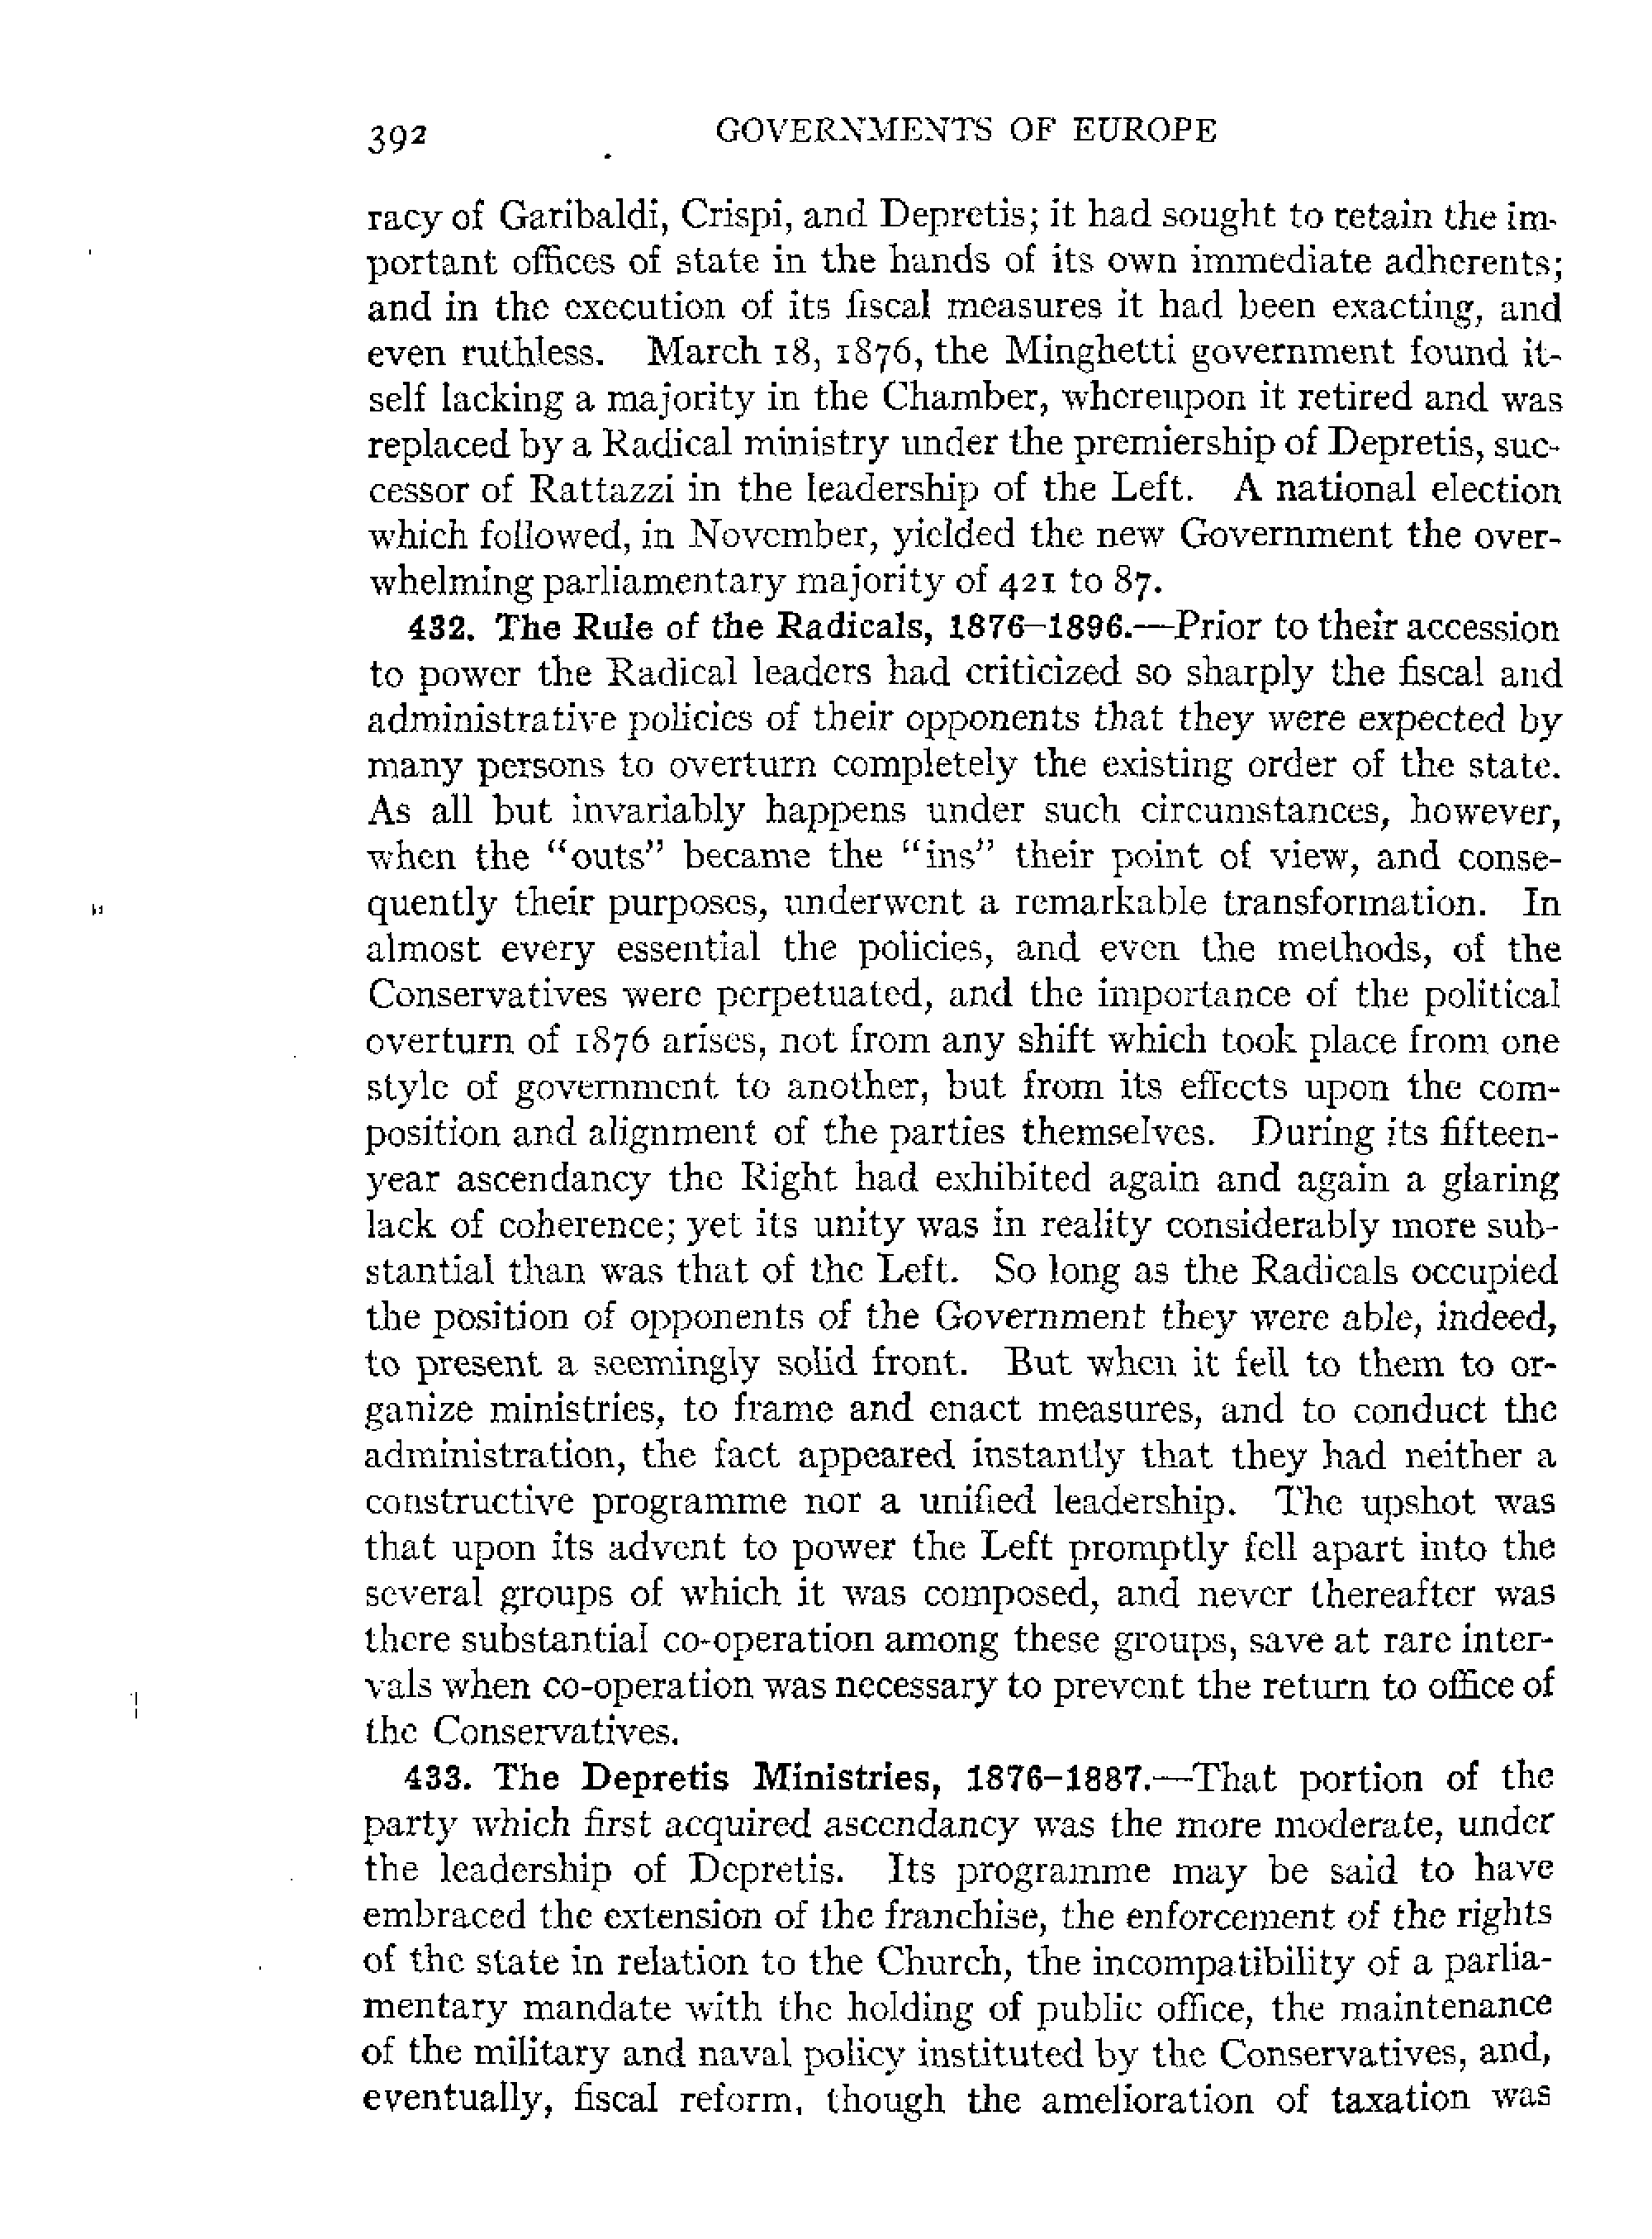 392 GOVERNMENTS OF EUROPE
racy of Garibaldi, Crispi, and Depretis; it had sought to retain the im-
portant offices of state in the hands of its own immediate adherents;
and in the execution of its fiscal measures it had been exacting, and
even ruthless. March 18, 1876, the Minghetti government found it-
self lacking a majority in the Chamber, whereupon it retired and was
replaced by a Radical ministry under the premiership of Depretis, suc-
cessor of Rattazzi in the leadership of the Left. A national election
which followed, in November, yielded the new Government the over-
whelming parliamentary majority of 421 to 87.
432. The Rule of the Radicals, 1876–1896.—Prior to their accession
to power the Radical leaders had criticized so sharply the fiscal and
administrative policies of their opponents that they were expected by
many persons to overturn completely the existing order of the state.
As all but invariably happens under such circumstances, however,
when the "outs" became the "ins" their point of view, and conse-
quently their purposes, underwent a remarkable transformation. In
almost every essential the policies, and even the methods, of the
Conservatives were perpetuated, and the importance of the political
overturn of 1876 arises, not from any shift which took place from one
style of government to another, but from its effects upon the com-
position and alignment of the parties themselves. During its fifteen-
year ascendancy the Right had exhibited again and again a glaring
lack of coherence; yet its unity was in reality considerably more sub-
stantial than was that of the Left. So long as the Radicals occupied
the position of opponents of the Government they were able, indeed,
to present a seemingly solid front. But when it fell to them to or-
ganize ministries, to frame and enact measures, and to conduct the
administration, the fact appeared instantly that they had neither a
constructive programme nor a unified leadership. The upshot was
that upon its advent to power the Left promptly fell apart into the
several groups of which it was composed, and never thereafter was
there substantial co-operation among these groups, save at rare inter-
vals when co-operation was necessary to prevent the return to office of
the Conservatives.
433. The Depretis Ministries, 1876–1887.—That portion of the
party which first acquired ascendancy was the more moderate, under
the leadership of Depretis. Its programme may be said to have
embraced the extension of the franchise, the enforcement of the rights
of the state in relation to the Church, the incompatibility of a parlia-
mentary mandate with the holding of public office, the maintenance
of the military and naval policy instituted by the Conservatives, and,
eventually, fiscal reform, though the amelioration of taxation was